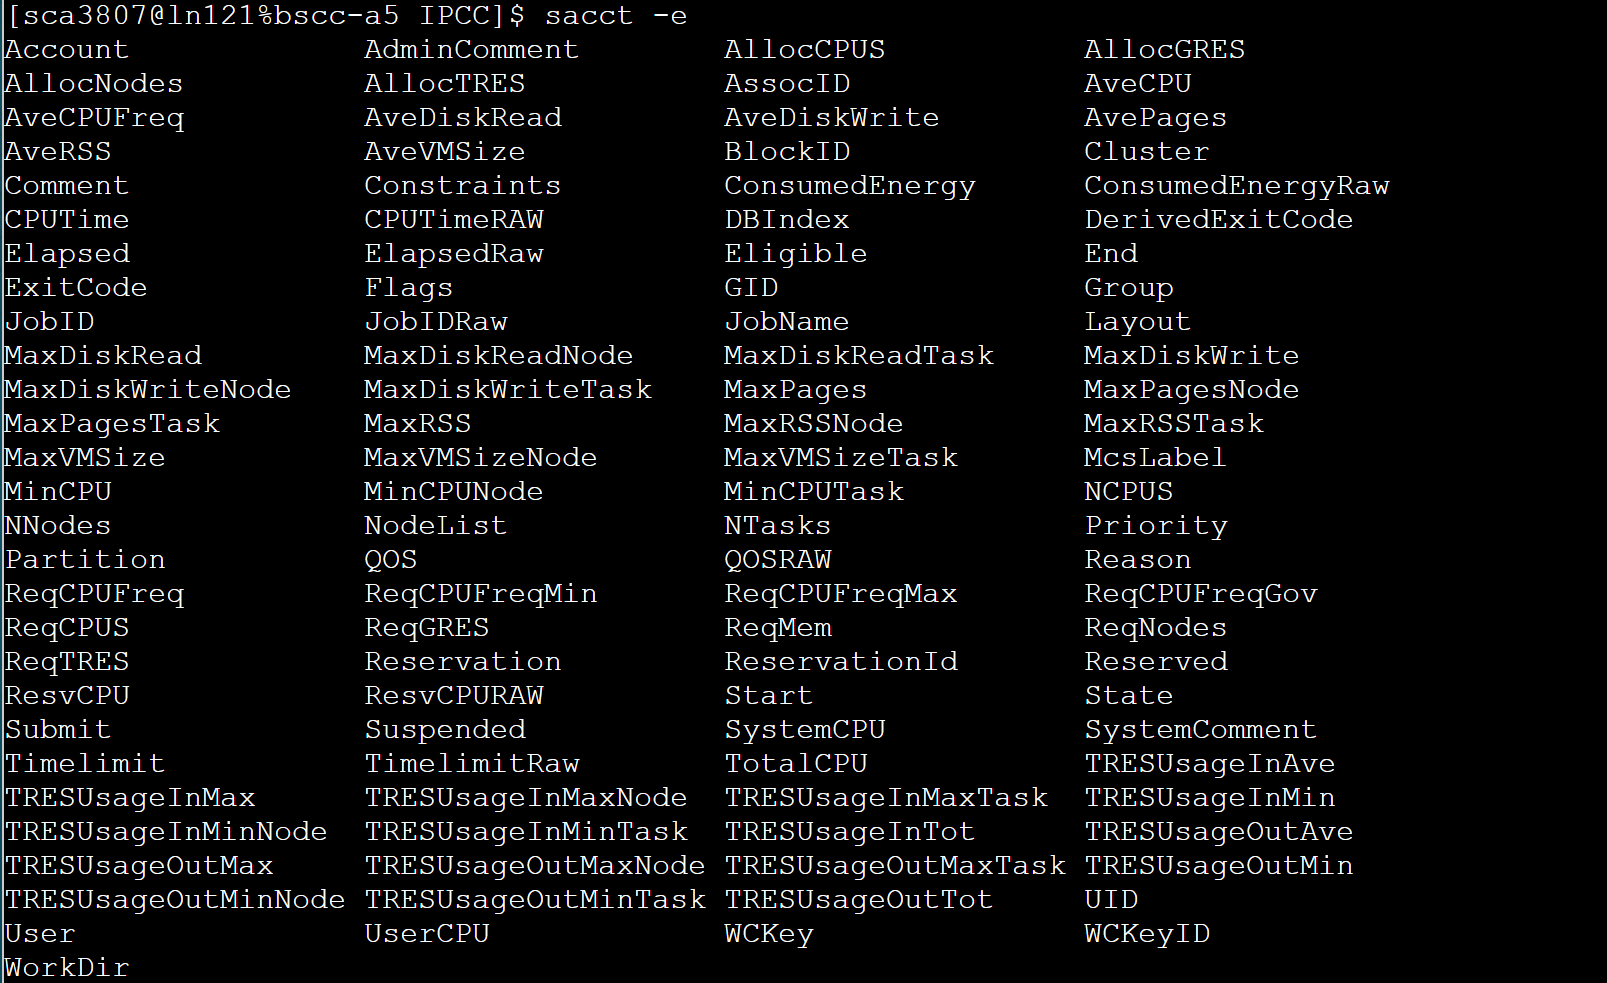 [sca3807@ln121%bscc-a5 IPCC]$ sacct -e
Account AdminComment AllocCPUS AllocGRES
AllocNodes AllocTRES AssocID AveCPU
AveCPUFreq AveDiskRead AveDiskWrite AvePages
AveRSS AveVMSize BlockID Cluster
Comment Constraints ConsumedEnergy ConsumedEnergyRaw
CPUTime CPUTimeRAW DBIndex DerivedExitCode
Elapsed ElapsedRaw Eligible End
ExitCode Flags GID Group
JobID JobIDRaw JobName Layout
MaxDiskRead MaxDiskReadNode MaxDiskReadTask MaxDiskWrite
MaxDiskWriteNode MaxDiskWriteTask MaxPages MaxPagesNode
MaxPagesTask MaxRSS MaxRSSNode MaxRSSTask
MaxVMSize MaxVMSizeNode MaxVMSizeTask McsLabel
MinCPU MinCPUNode MinCPUTask NCPUS
NNodes NodeList NTasks Priority
Partition QOS QOSRAW Reason
ReqCPUFreq ReqCPUFreqMin ReqCPUFreqMax ReqCPUFreqGov
ReqCPUS ReqGRES ReqMem ReqNodes
ReqTRES Reservation ReservationId Reserved
ResvCPU ResvCPURAW Start State
Submit Suspended SystemCPU SystemComment
Timelimit TimelimitRaw TotalCPU TRESUsageInAve
TRESUsageInMax TRESUsageInMaxNode TRESUsageInMaxTask TRESUsageInMin
TRESUsageInMinNode TRESUsageInMinTask TRESUsageInTot TRESUsageOutAve
TRESUsageOutMax TRESUsageOutMaxNode TRESUsageOutMaxTask TRESUsageOutMin
TRESUsageOutMinNode TRESUsageOutMinTask TRESUsageOutTot UID
User UserCPU WCKey WCKeyID
WorkDir